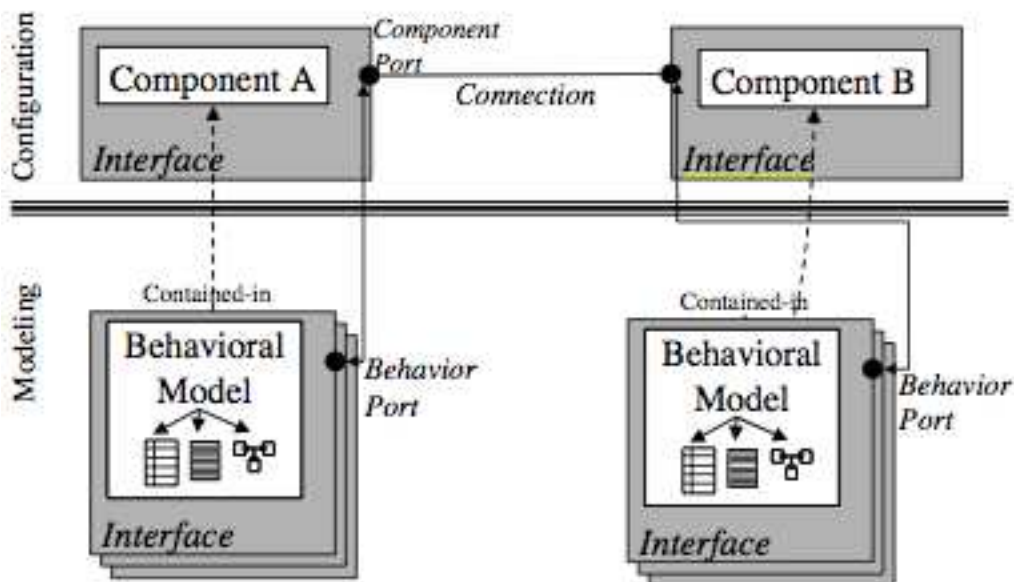 Configuration
Component
Port
Component A
Connection
Component B
Interface
Interface
Modeling
Contained-in
Contained-in
Behavioral
Model
Behavior
Port
Behavioral
Model
Behavior
Port
Interface
Interface